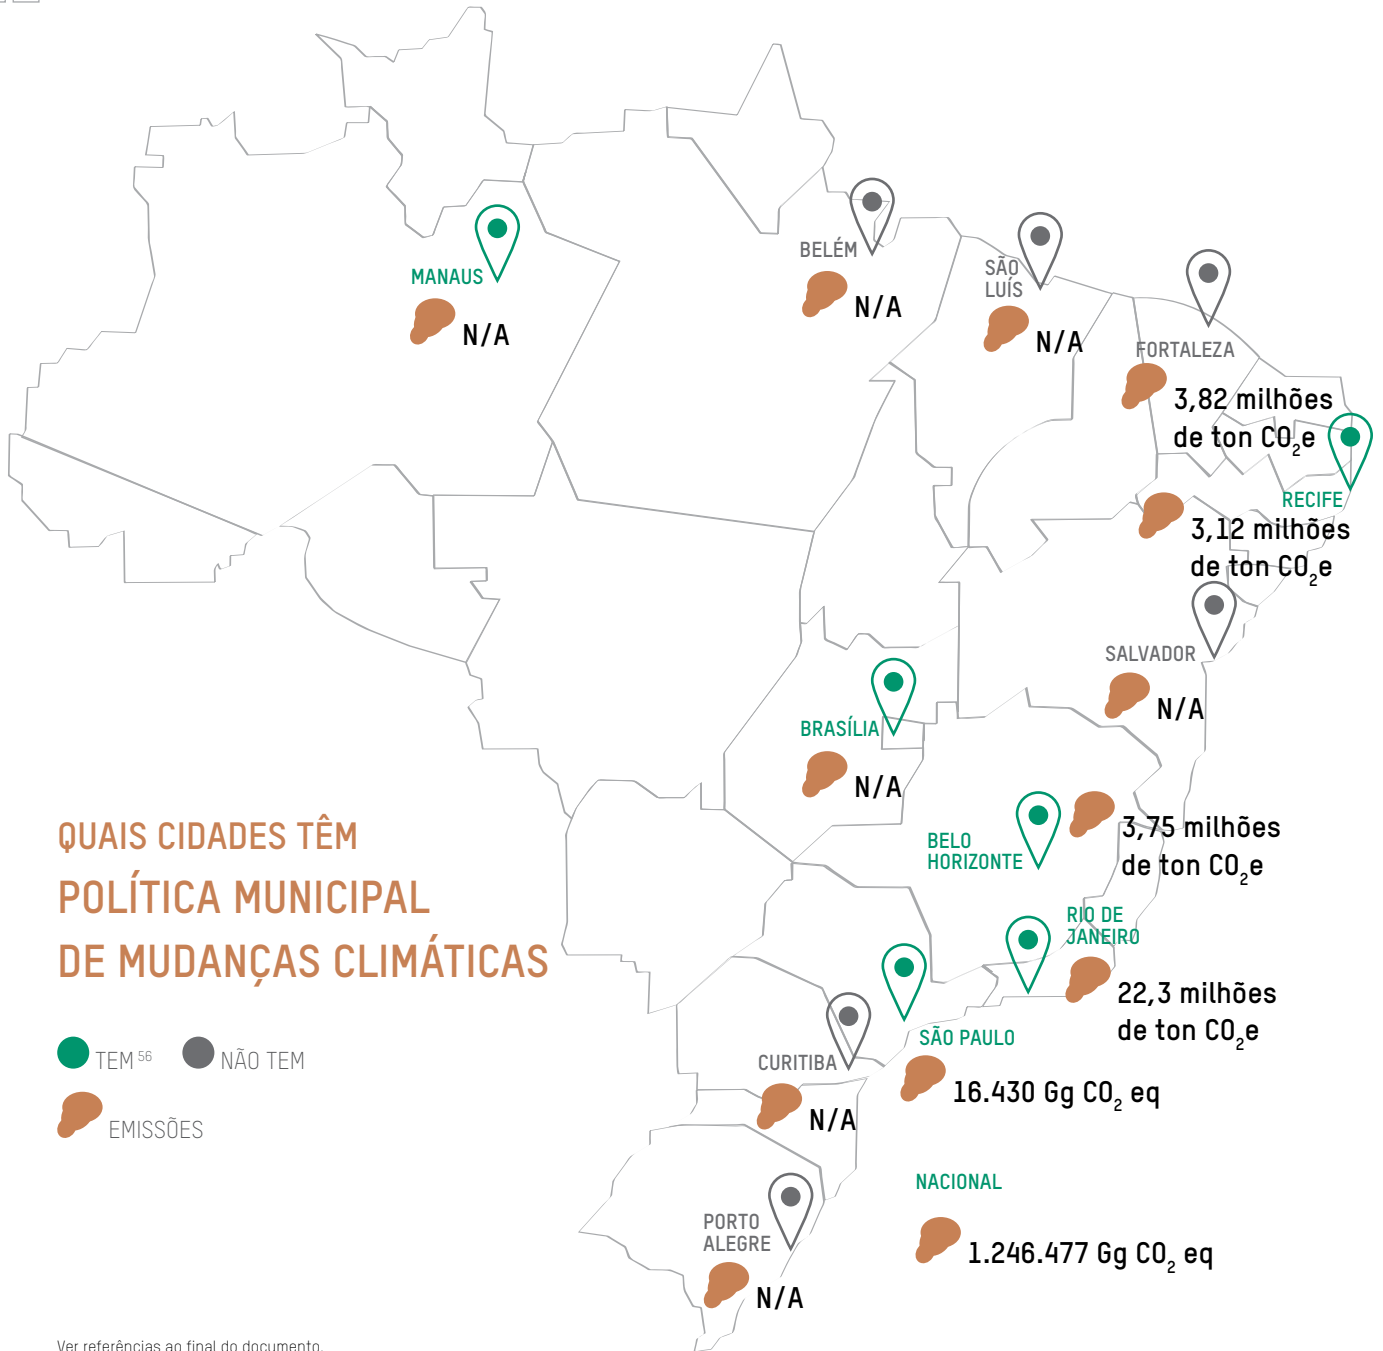 MANAUS
N/A
BELÉM
N/A
SÃO
LUÍS
N/A
FORTALEZA
3,82 milhões
de ton CO₂e
RECIFE
3,12 milhões
de ton CO₂e
SALVADOR
N/A
BRASÍLIA
N/A
BELO
HORIZONTE
3,75 milhões
de ton CO₂e
RIO DE
JANEIRO
22,3 milhões
de ton CO₂e
SÃO PAULO
16.430 Gg CO₂ eq
CURITIBA
N/A
PORTO
ALEGRE
N/A
NACIONAL
1.246.477 Gg CO₂ eq
QUAIS CIDADES TÊM
POLÍTICA MUNICIPAL
DE MUDANÇAS CLIMÁTICAS
TEM ⁵⁶ NÃO TEM
EMISSÕES
Ver referências ao final do documento.